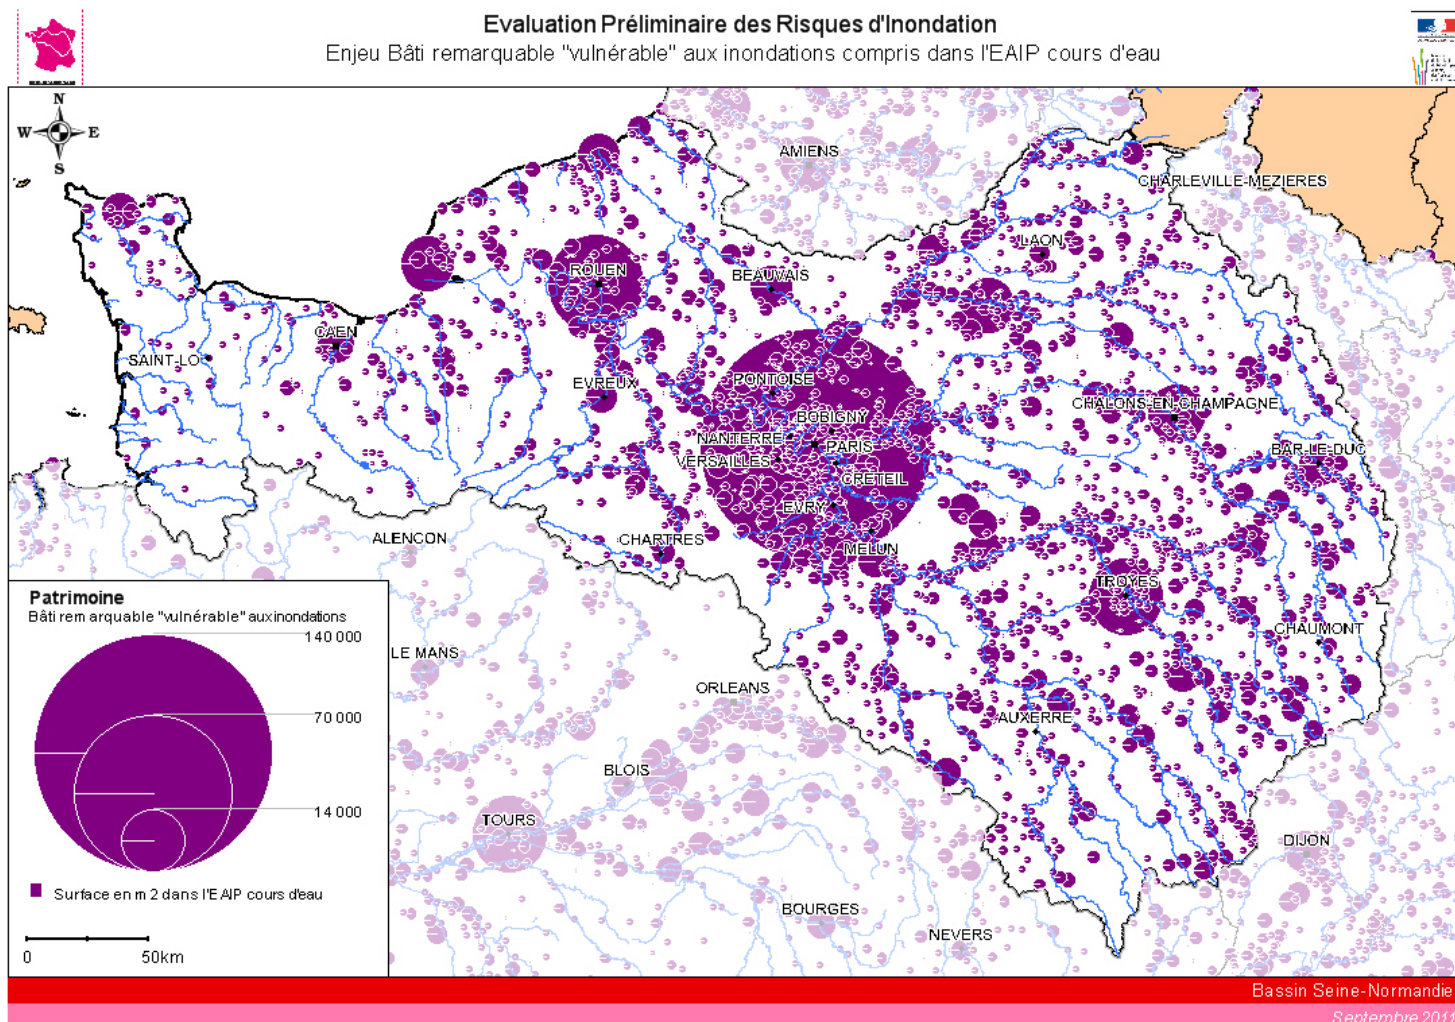 Evaluation Préliminaire des Risques d'Inondation
Enjeu Bâti remarquable "vulnérable" aux inondations compris dans l'EAIP cours d'eau
N
W E
S
AMIENS
CHARLEVILLE-MEZIERES
LAON
ROUEN
BEAUVAIS
CAEN
SAINT-LO
EVREUX
PONTOISE
CHALONS-EN-CHAMPAGNE
BOBIGNY
NANTERRE
PARIS
VERSAILLES
BAR-LE-DUC
CRETEIL
EVRY
ALENCON
CHARTRES
MELUN
TROYES
CHAUMONT
LE MANS
ORLEANS
AUXERRE
BLOIS
TOURS
DIJON
BOURGES
NEVERS
Patrimoine
Bâti rem arquable "vulnérable" aux inondations
140 000
70 000
14 000
Surface en m 2 dans l'EAIP cours d'eau
0 50km
Bassin Seine-Normandie
Septembre